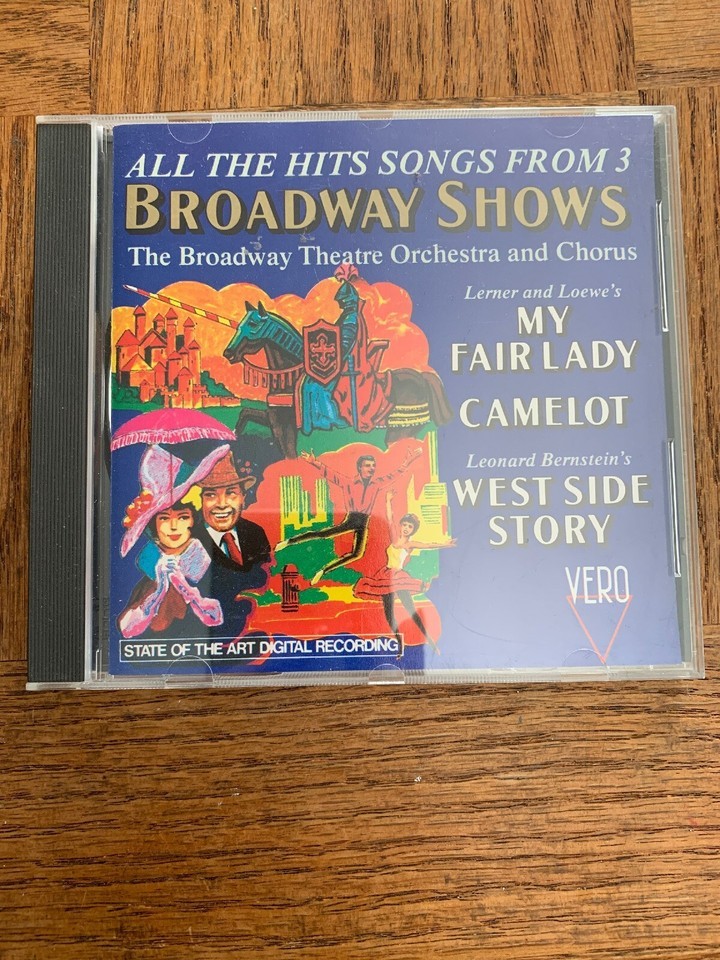 ALL THE HITS SONGS FROM 3
BROADWAY SHOWS
The Broadway Theatre Orchestra and Chorus
Lerner and Loewe's
MY
FAIR LADY
CAMELOT
Leonard Bernstein's
WEST SIDE
STORY
VERO
STATE OF THE ART DIGITAL RECORDING